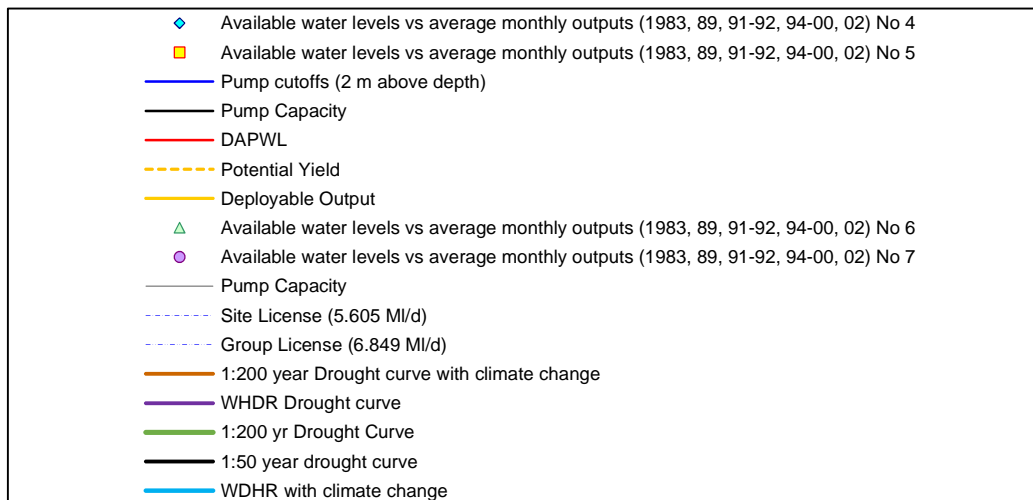 Available water levels vs average monthly outputs (1983, 89, 91-92, 94-00, 02) No 4
Available water levels vs average monthly outputs (1983, 89, 91-92, 94-00, 02) No 5
Pump cutoffs (2 m above depth)
Pump Capacity
DAPWL
Potential Yield
Deployable Output
Available water levels vs average monthly outputs (1983, 89, 91-92, 94-00, 02) No 6
Available water levels vs average monthly outputs (1983, 89, 91-92, 94-00, 02) No 7
Pump Capacity
Site License (5.605 Ml/d)
Group License (6.849 Ml/d)
1:200 year Drought curve with climate change
WHDR Drought curve
1:200 yr Drought Curve
1:50 year drought curve
WDHR with climate change